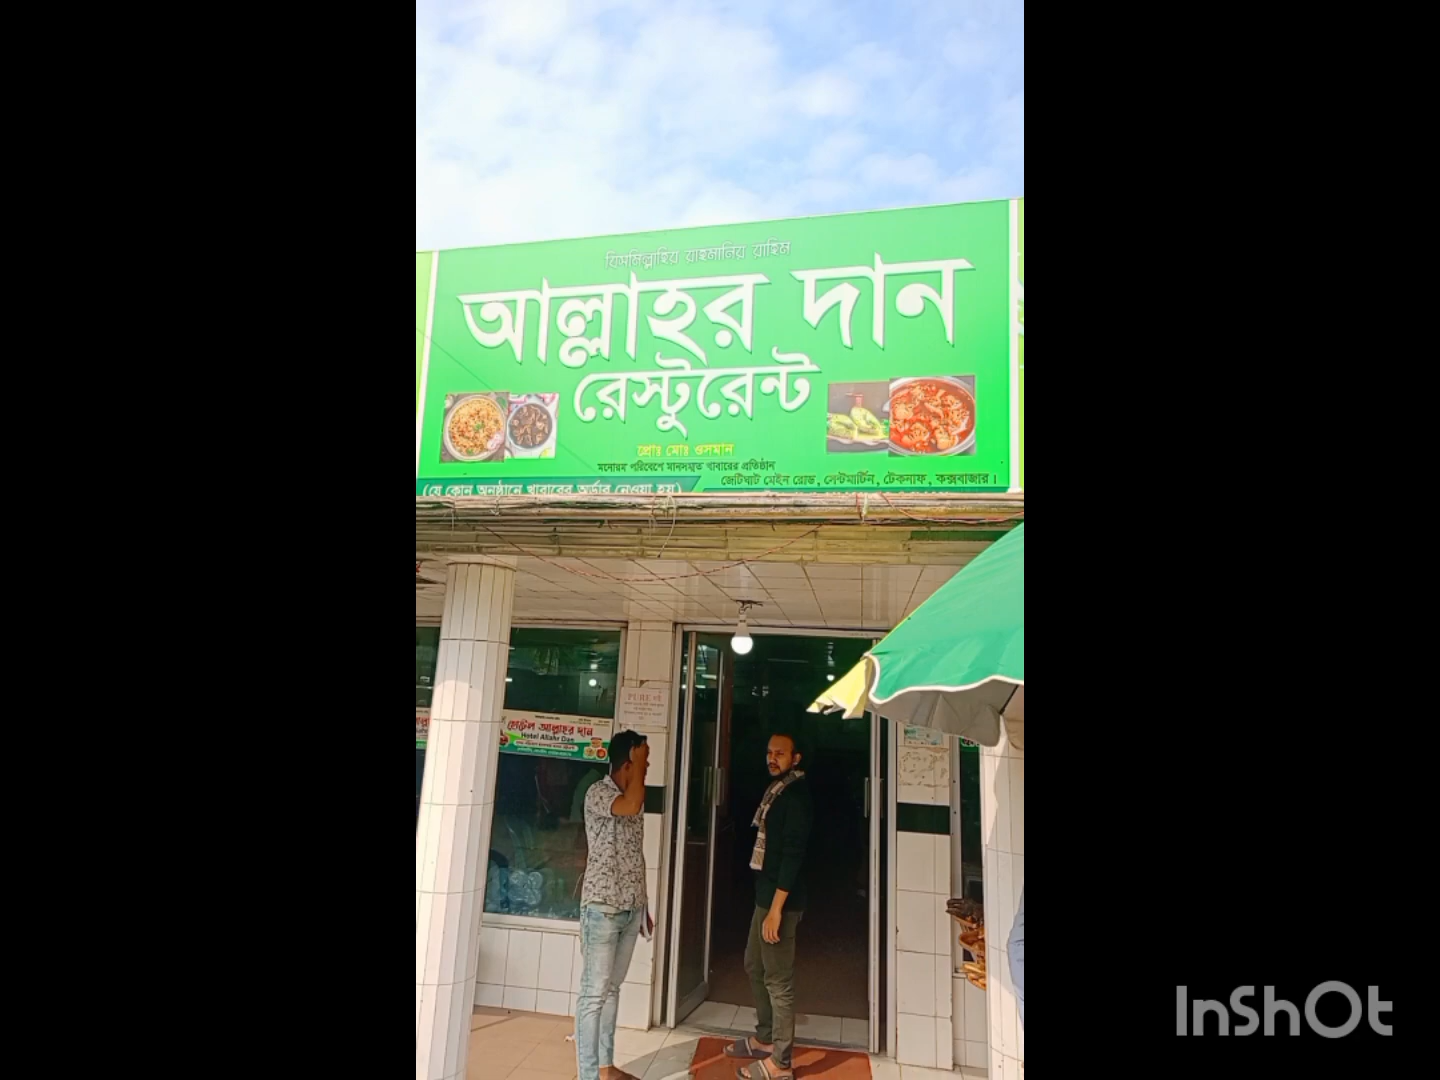 বিসমিল্লাহির রাহমানির রাহিম
আল্লাহর দান
রেস্টুরেন্ট
প্রোঃ মোঃ ওসমান
মনোরম পরিবেশে মানসম্মত খাবারের প্রতিষ্ঠান
জেটিঘাট মেইন রোড, সেন্টমার্টিন, টেকনাফ, কক্সবাজার।
(যে কোন অনুষ্ঠানে খাবারের অর্ডার নেওয়া হয়)
PURE
হোটেল আল্লাহর দান
Hotel Allahr Dan
InShOt